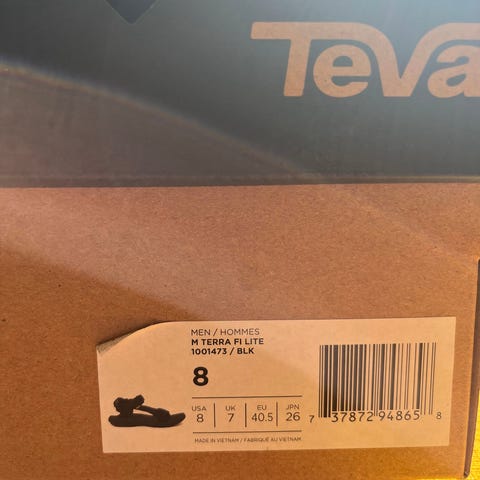 Teva
MEN / HOMMES
M TERRA FI LITE
1001473 / BLK
8
USA UK EU JPN
8 7 40.5 26
7 37872 94865 8
MADE IN VIETNAM / FABRIQUÉ AU VIETNAM